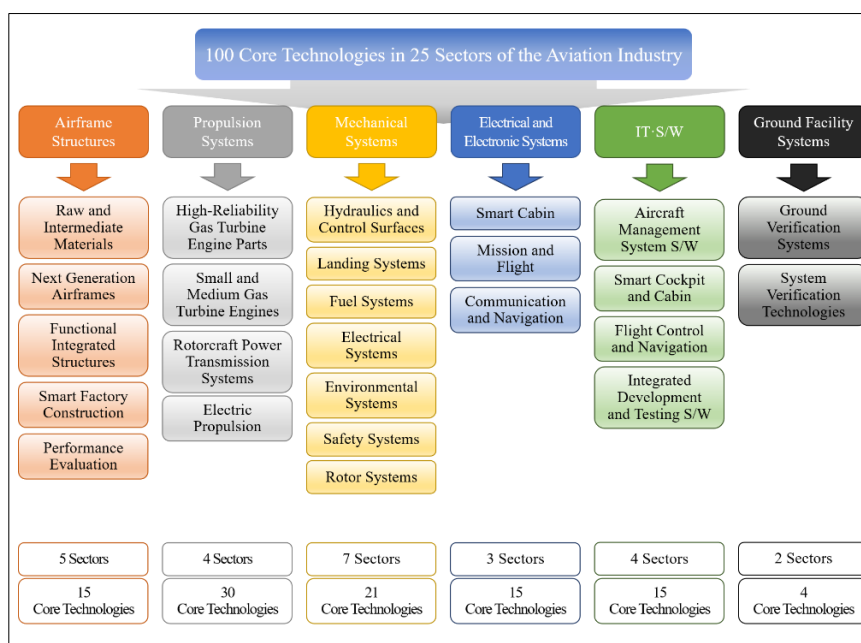 100 Core Technologies in 25 Sectors of the Aviation Industry
Airframe
Structures
Raw and
Intermediate
Materials
Next Generation
Airframes
Functional
Integrated
Structures
Smart Factory
Construction
Performance
Evaluation
5 Sectors
15
Core Technologies
Propulsion
Systems
High-Reliability
Gas Turbine
Engine Parts
Small and
Medium Gas
Turbine Engines
Rotorcraft Power
Transmission
Systems
Electric
Propulsion
4 Sectors
30
Core Technologies
Mechanical
Systems
Hydraulics and
Control Surfaces
Landing Systems
Fuel Systems
Electrical
Systems
Environmental
Systems
Safety Systems
Rotor Systems
7 Sectors
21
Core Technologies
Electrical and
Electronic Systems
Smart Cabin
Mission and
Flight
Communication
and Navigation
3 Sectors
15
Core Technologies
IT·S/W
Aircraft
Management
System S/W
Smart Cockpit
and Cabin
Flight Control
and Navigation
Integrated
Development
and Testing S/W
4 Sectors
15
Core Technologies
Ground Facility
Systems
Ground
Verification
Systems
System
Verification
Technologies
2 Sectors
4
Core Technologies